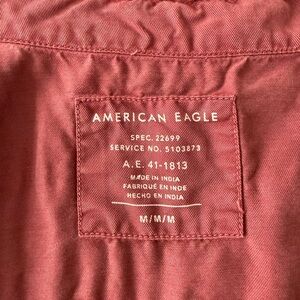 AMERICAN EAGLE
SPEC. 22699
SERVICE NO. 5103873
A.E. 41-1813
MADE IN INDIA
FABRIQUÉ EN INDE
HECHO EN INDIA
M/M/M